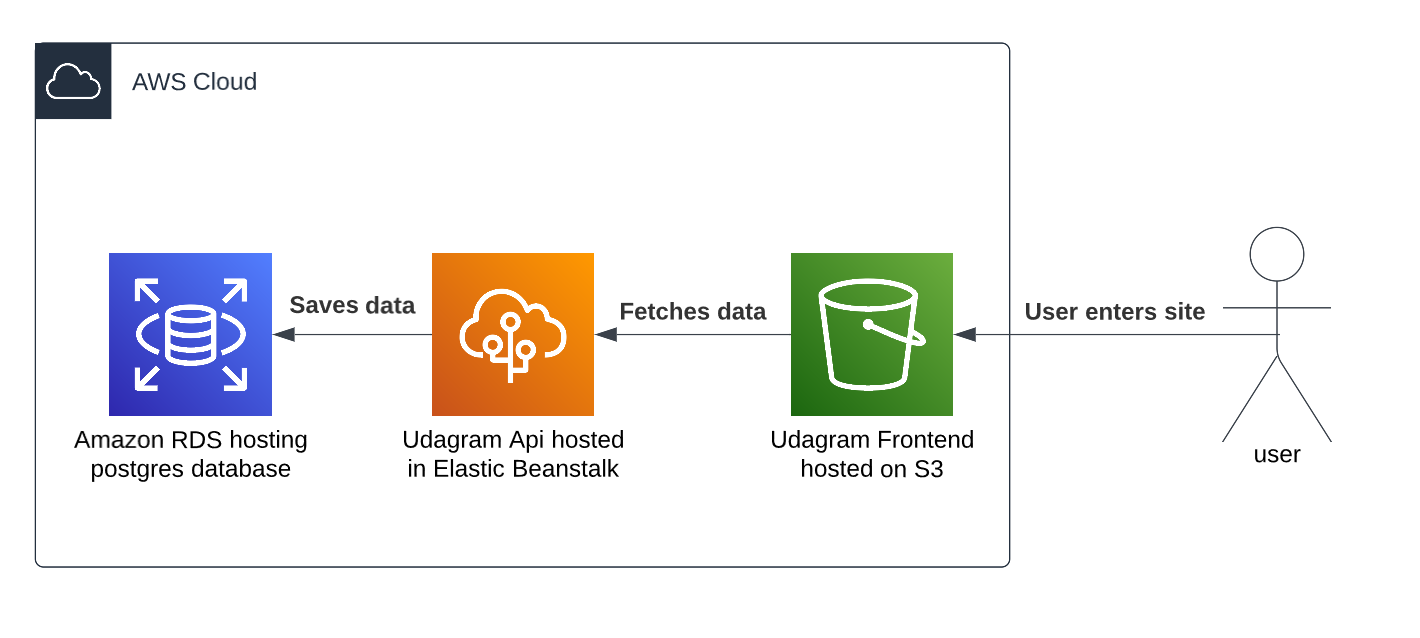 AWS Cloud
Saves data
Fetches data
User enters site
Amazon RDS hosting
postgres database
Udagram Api hosted
in Elastic Beanstalk
Udagram Frontend
hosted on S3
user